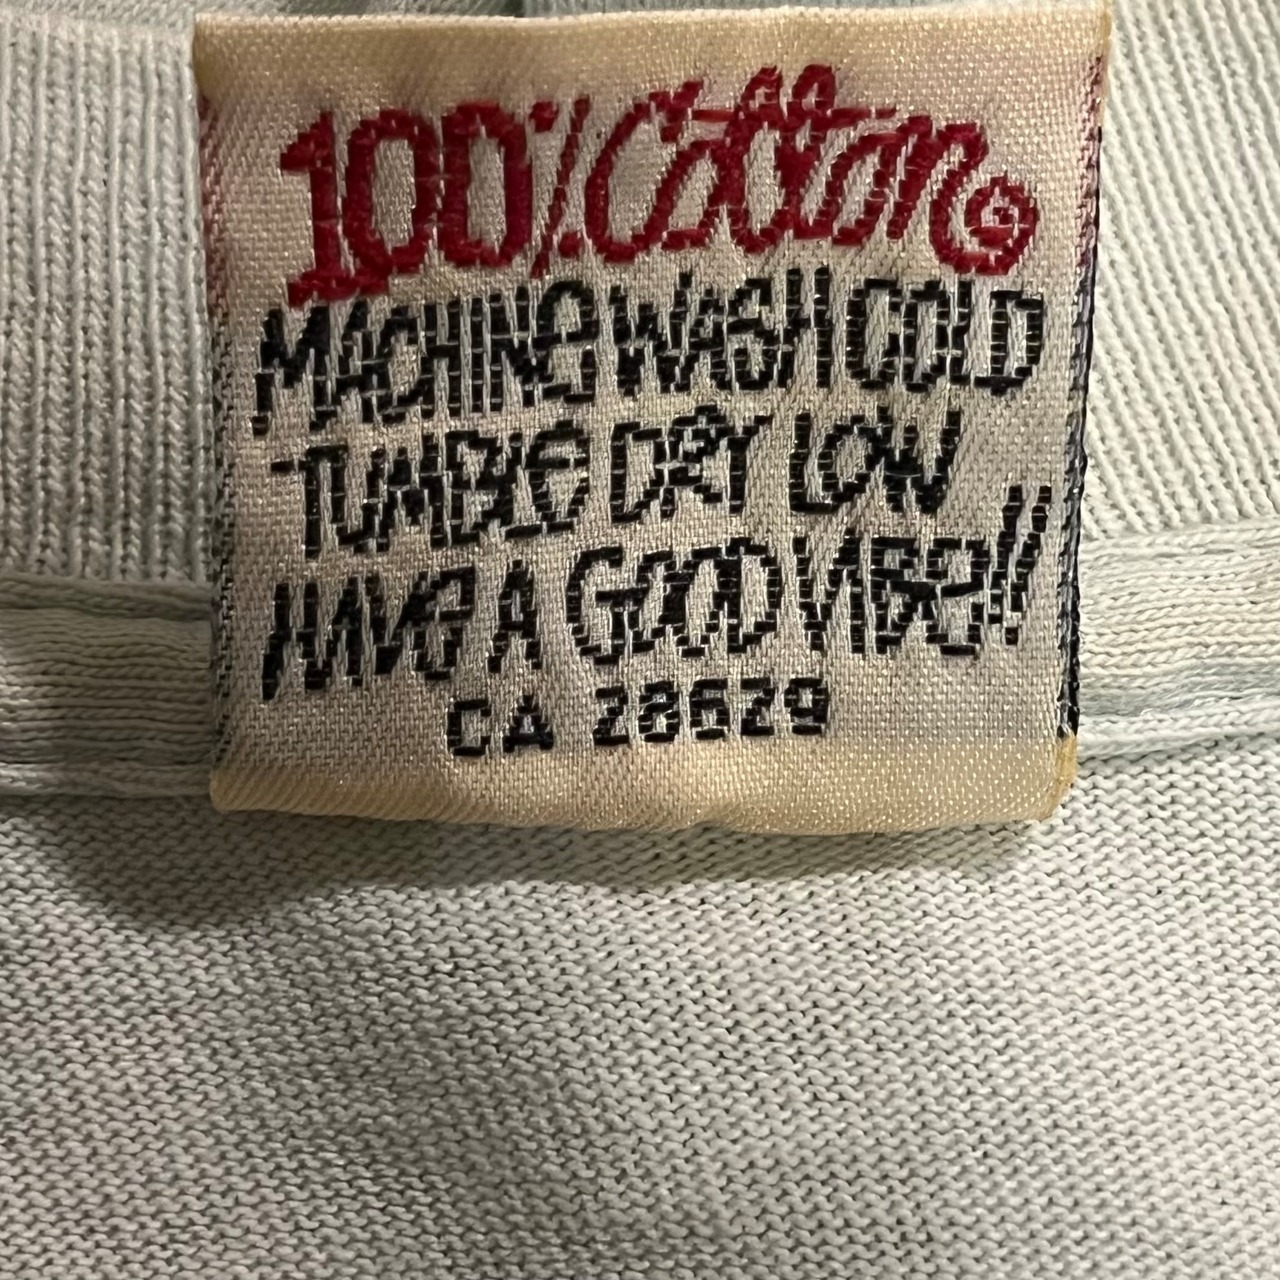 100% Cotton
MACHINE WASH COLD
TUMBLE DRY LOW
HAVE A GOOD VIBE!!
CA 28629